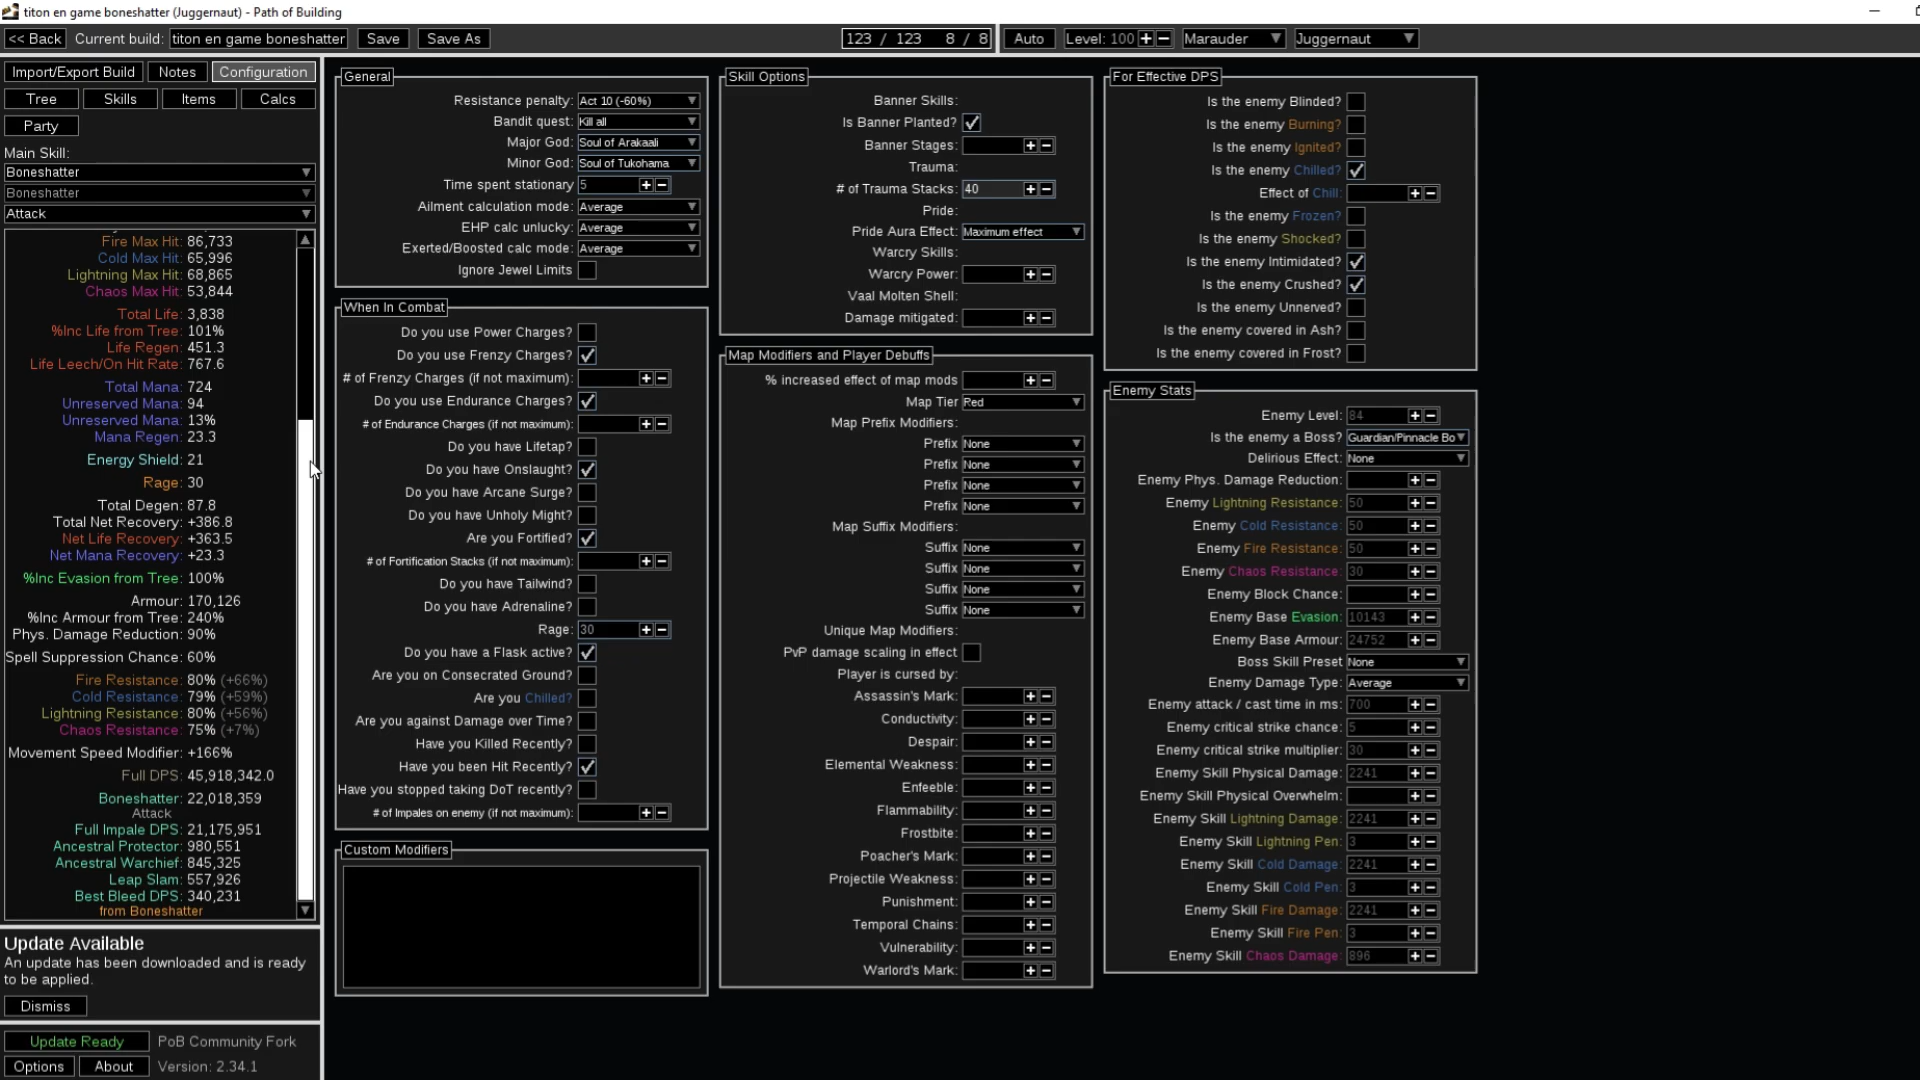 titon en game boneshatter (Juggernaut) - Path of Building
<< Back Current build: titon en game boneshatter Save Save As 123 / 123 8 / 8 Auto Level: 100 Marauder Juggernaut
Import/Export Build Notes Configuration
Tree Skills Items Calcs
Party
Main Skill:
Boneshatter
Boneshatter
Attack
Fire Max Hit: 86,733
Cold Max Hit: 65,996
Lightning Max Hit: 68,865
Chaos Max Hit: 53,844
Total Life: 3,838
%Inc Life from Tree: 101%
Life Regen: 451.3
Life Leech/On Hit Rate: 767.6
Total Mana: 724
Unreserved Mana: 94
Unreserved Mana: 13%
Mana Regen: 23.3
Energy Shield: 21
Rage: 30
Total Degen: 87.8
Total Net Recovery: +386.8
Net Life Recovery: +363.5
Net Mana Recovery: +23.3
%Inc Evasion from Tree: 100%
Armour: 170,126
%Inc Armour from Tree: 240%
Phys. Damage Reduction: 90%
Spell Suppression Chance: 60%
Fire Resistance: 80% (+66%)
Cold Resistance: 79% (+59%)
Lightning Resistance: 80% (+56%)
Chaos Resistance: 75% (+7%)
Movement Speed Modifier: +166%
Full DPS: 45,918,342.0
Boneshatter: 22,018,359
Attack
Full Impale DPS: 21,175,951
Ancestral Protector: 980,551
Ancestral Warchief: 845,325
Leap Slam: 557,926
Best Bleed DPS: 340,231
from Boneshatter
Update Available
An update has been downloaded and is ready
to be applied.
Dismiss
Update Ready PoB Community Fork
Options About Version: 2.34.1
General
Resistance penalty: Act 10 (-60%)
Bandit quest: Kill all
Major God: Soul of Arakaali
Minor God: Soul of Tukohama
Time spent stationary 5
Ailment calculation mode: Average
EHP calc unlucky: Average
Exerted/Boosted calc mode: Average
Ignore Jewel Limits
When In Combat
Do you use Power Charges?
Do you use Frenzy Charges?
# of Frenzy Charges (if not maximum):
Do you use Endurance Charges?
# of Endurance Charges (if not maximum):
Do you have Lifetap?
Do you have Onslaught?
Do you have Arcane Surge?
Do you have Unholy Might?
Are you Fortified?
# of Fortification Stacks (if not maximum):
Do you have Tailwind?
Do you have Adrenaline?
Rage: 30
Do you have a Flask active?
Are you on Consecrated Ground?
Are you Chilled?
Are you against Damage over Time?
Have you Killed Recently?
Have you been Hit Recently?
Have you stopped taking DoT recently?
# of Impales on enemy (if not maximum):
Custom Modifiers
Skill Options
Banner Skills:
Is Banner Planted?
Banner Stages:
Trauma:
# of Trauma Stacks: 40
Pride:
Pride Aura Effect: Maximum effect
Warcry Skills:
Warcry Power:
Vaal Molten Shell:
Damage mitigated:
Map Modifiers and Player Debuffs
% increased effect of map mods
Map Tier Red
Map Prefix Modifiers:
Prefix None
Prefix None
Prefix None
Prefix None
Map Suffix Modifiers:
Suffix None
Suffix None
Suffix None
Suffix None
Unique Map Modifiers:
PvP damage scaling in effect
Player is cursed by:
Assassin's Mark:
Conductivity:
Despair:
Elemental Weakness:
Enfeeble:
Flammability:
Frostbite:
Poacher's Mark:
Projectile Weakness:
Punishment:
Temporal Chains:
Vulnerability:
Warlord's Mark:
For Effective DPS
Is the enemy Blinded?
Is the enemy Burning?
Is the enemy Ignited?
Is the enemy Chilled?
Effect of Chill:
Is the enemy Frozen?
Is the enemy Shocked?
Is the enemy Intimidated?
Is the enemy Crushed?
Is the enemy Unnerved?
Is the enemy covered in Ash?
Is the enemy covered in Frost?
Enemy Stats
Enemy Level: 84
Is the enemy a Boss? Guardian/Pinnacle Bo
Delirious Effect: None
Enemy Phys. Damage Reduction:
Enemy Lightning Resistance: 50
Enemy Cold Resistance: 50
Enemy Fire Resistance: 50
Enemy Chaos Resistance: 30
Enemy Block Chance:
Enemy Base Evasion: 10143
Enemy Base Armour: 24752
Boss Skill Preset None
Enemy Damage Type: Average
Enemy attack / cast time in ms: 700
Enemy critical strike chance: 5
Enemy critical strike multiplier: 30
Enemy Skill Physical Damage: 2241
Enemy Skill Physical Overwhelm:
Enemy Skill Lightning Damage: 2241
Enemy Skill Lightning Pen: 3
Enemy Skill Cold Damage: 2241
Enemy Skill Cold Pen: 3
Enemy Skill Fire Damage: 2241
Enemy Skill Fire Pen: 3
Enemy Skill Chaos Damage: 896